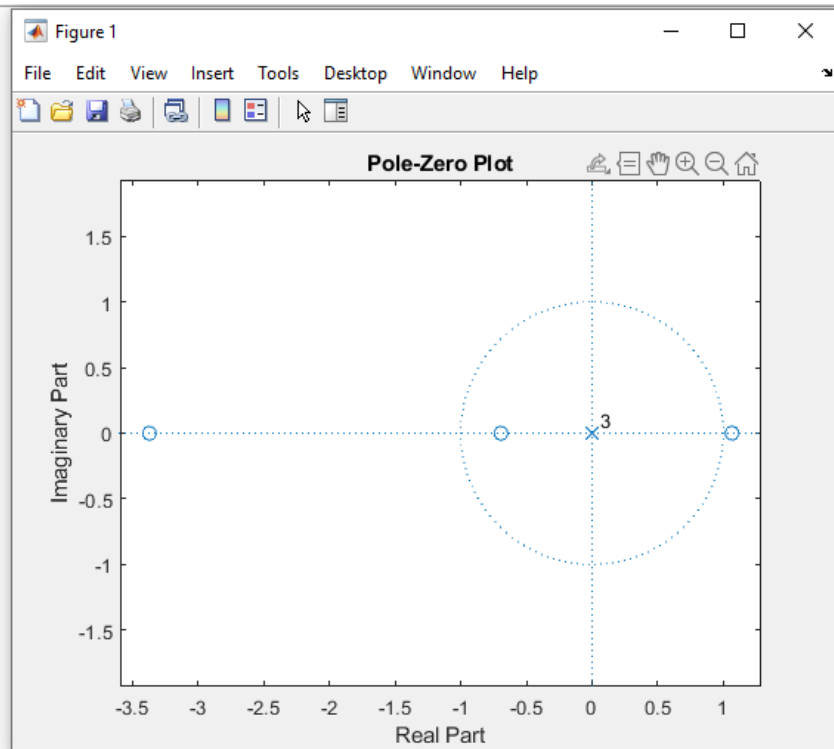 Figure 1
File Edit View Insert Tools Desktop Window Help
Pole-Zero Plot
1.5
1
0.5
0
-0.5
-1
-1.5
Imaginary Part
3
-3.5 -3 -2.5 -2 -1.5 -1 -0.5 0 0.5 1
Real Part